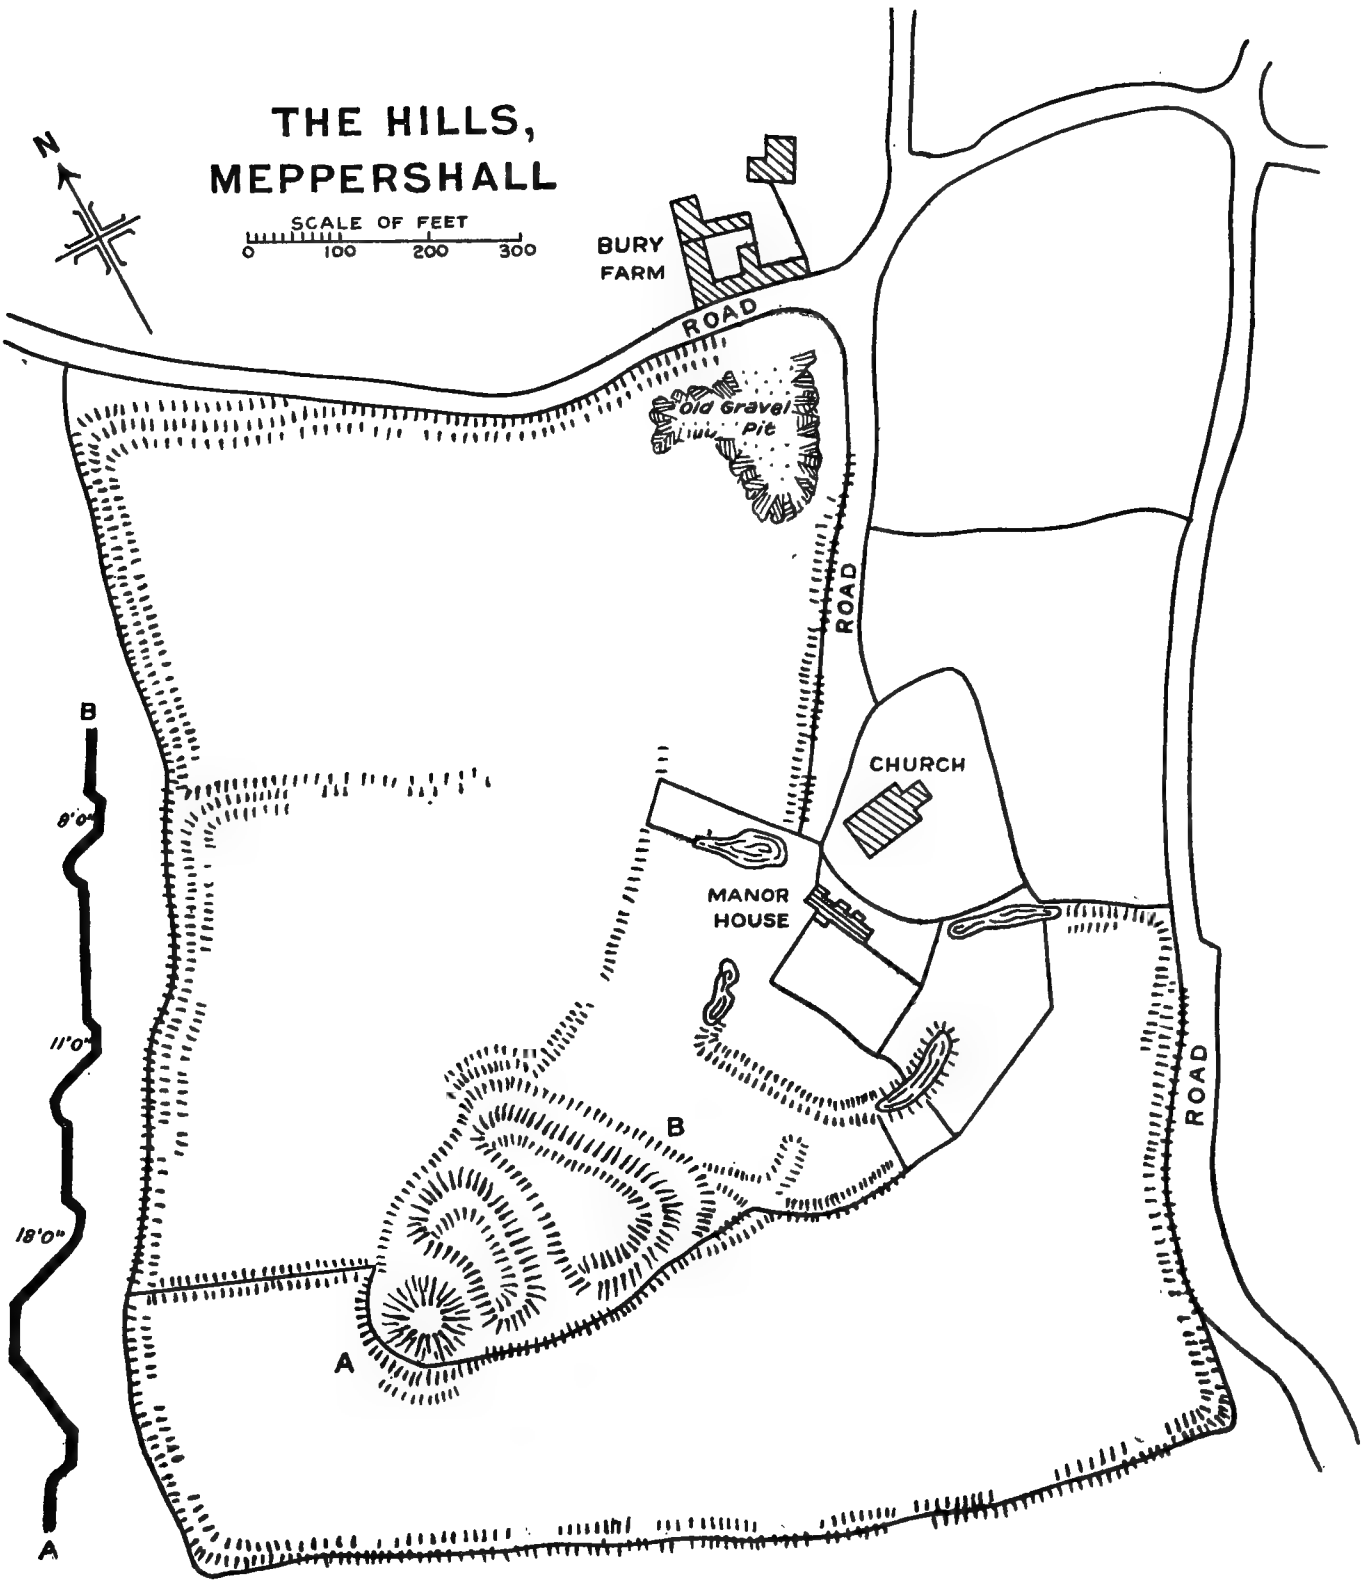 THE HILLS,
MEPPERSHALL
N
SCALE OF FEET
0 100 200 300
BURY
FARM
ROAD
Old Gravel
Pit
ROAD
B
8'0"
CHURCH
MANOR
HOUSE
11'0"
ROAD
B
18'0"
A
A